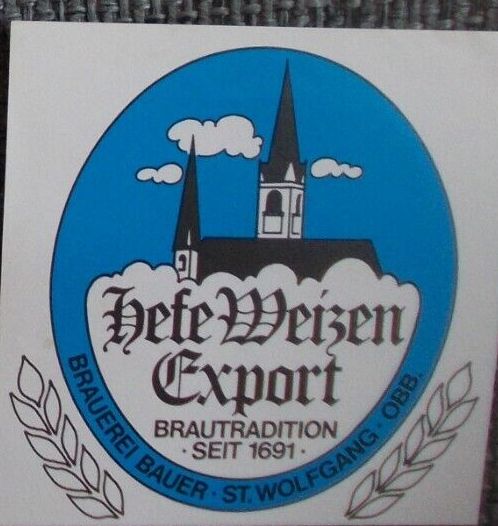 Hefe Weizen
Export
BRAUTRADITION
· SEIT 1691 ·
BRAUEREI BAUER · ST. WOLFGANG · OBB.